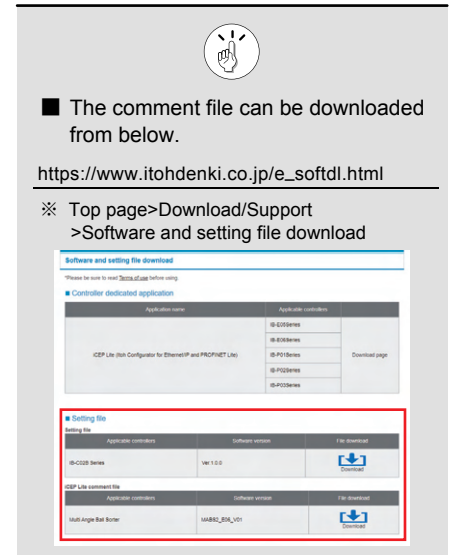 ■ The comment file can be downloaded
from below.
https://www.itohdenki.co.jp/e_softdl.html
※ Top page>Download/Support
>Software and setting file download
Software and setting file download
*Please be sure to read Terms of use before using.
■ Controller dedicated application
Application name Applicable controllers
IB-E05Series
IB-E06Series
iCEP Lite (Itoh Configurator for Ethernet/IP and PROFINET Lite) IB-P01Series Download page
IB-P02Series
IB-P03Series
■ Setting file
Setting file
Applicable controllers Software version File download
IB-C02B Series Ver.1.0.0 Download
iCEP Lite comment file
Applicable controllers Software version File download
Multi Angle Ball Sorter MABS2_E06_V01 Download